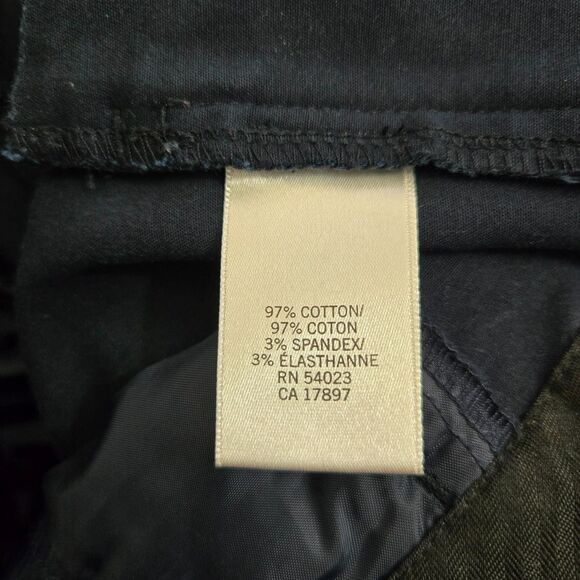 97% COTTON/
97% COTON
3% SPANDEX/
3% ÉLASTHANNE
RN 54023
CA 17897